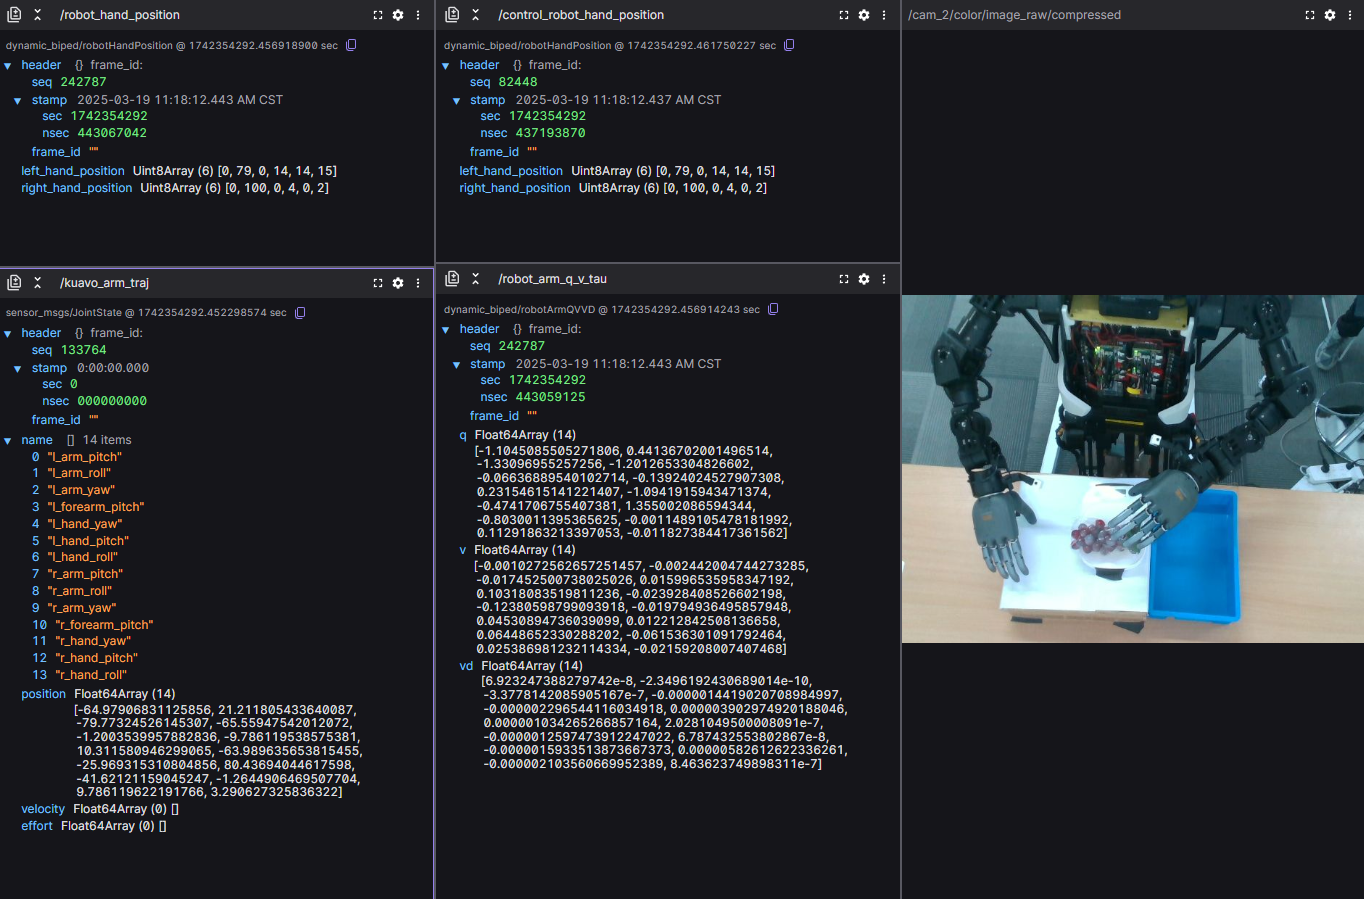 /robot_hand_position
dynamic_biped/robotHandPosition @ 1742354292.456918900 sec
header {} frame_id:
seq 242787
stamp 2025-03-19 11:18:12.443 AM CST
sec 1742354292
nsec 443067042
frame_id ""
left_hand_position Uint8Array (6) [0, 79, 0, 14, 14, 15]
right_hand_position Uint8Array (6) [0, 100, 0, 4, 0, 2]
/control_robot_hand_position
dynamic_biped/robotHandPosition @ 1742354292.461750227 sec
header {} frame_id:
seq 82448
stamp 2025-03-19 11:18:12.437 AM CST
sec 1742354292
nsec 437193870
frame_id ""
left_hand_position Uint8Array (6) [0, 79, 0, 14, 14, 15]
right_hand_position Uint8Array (6) [0, 100, 0, 4, 0, 2]
/cam_2/color/image_raw/compressed
/kuavo_arm_traj
sensor_msgs/JointState @ 1742354292.452298574 sec
header {} frame_id:
seq 133764
stamp 0:00:00.000
sec 0
nsec 000000000
frame_id ""
name [] 14 items
0 "l_arm_pitch"
1 "l_arm_roll"
2 "l_arm_yaw"
3 "l_forearm_pitch"
4 "l_hand_yaw"
5 "l_hand_pitch"
6 "l_hand_roll"
7 "r_arm_pitch"
8 "r_arm_roll"
9 "r_arm_yaw"
10 "r_forearm_pitch"
11 "r_hand_yaw"
12 "r_hand_pitch"
13 "r_hand_roll"
position Float64Array (14)
[-64.97906831125856, 21.211805433640087,
-79.77324526145307, -65.55947542012072,
-1.2003539957882836, -9.786119538575381,
10.311580946299065, -63.989635653815455,
-25.969315310804856, 80.43694044617598,
-41.62121159045247, -1.2644906469507704,
9.786119622191766, 3.290627325836322]
velocity Float64Array (0) []
effort Float64Array (0) []
/robot_arm_q_v_tau
dynamic_biped/robotArmQVVD @ 1742354292.456914243 sec
header {} frame_id:
seq 242787
stamp 2025-03-19 11:18:12.443 AM CST
sec 1742354292
nsec 443059125
frame_id ""
q Float64Array (14)
[-1.1045085505271806, 0.44136702001496514,
-1.33096955257256, -1.2012653304826602,
-0.06636889540102714, -0.13924024527907308,
0.23154615141221407, -1.0941915943471374,
-0.4741706755407381, 1.355002086594344,
-0.8030011395365625, -0.0011489105478181992,
0.11291863213397053, -0.011827384417361562]
v Float64Array (14)
[-0.0010272562657251457, -0.002442004744273285,
-0.017452500738025026, 0.015996535958347192,
0.10318083519811236, -0.023928408526602198,
-0.12380598799093918, -0.019794936495857948,
0.04530894736039099, 0.012212842508136658,
0.06448652330288202, -0.061536301091792464,
0.025386981232114334, -0.02159208007407468]
vd Float64Array (14)
[6.923247388279742e-8, -2.3496192430689014e-10,
-3.3778142085905167e-7, -0.00000144190207089849​97,
-0.000002296544116034918, 0.000003902974920188046,
0.000001034265266857164, 2.0281049500008091e-7,
-0.0000012597473912247022, 6.787432553802867e-8,
-0.0000015933513873667373, 0.000005826126223​36261,
-0.000002103560669952389, 8.463623749898311e-7]